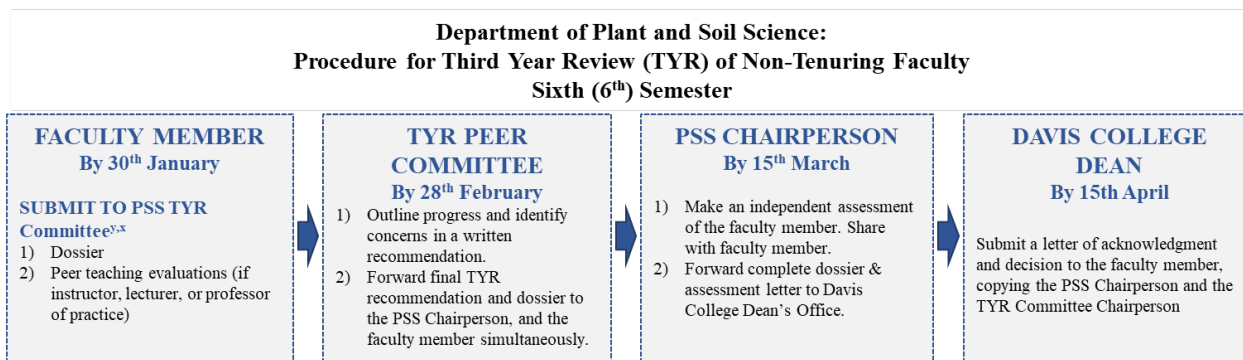 Department of Plant and Soil Science:
Procedure for Third Year Review (TYR) of Non-Tenuring Faculty
Sixth (6th) Semester
FACULTY MEMBER
By 30th January
SUBMIT TO PSS TYR
Committeey,x
1) Dossier
2) Peer teaching evaluations (if
instructor, lecturer, or professor
of practice)
TYR PEER
COMMITTEE
By 28th February
1) Outline progress and identify
concerns in a written
recommendation.
2) Forward final TYR
recommendation and dossier to
the PSS Chairperson, and the
faculty member simultaneously.
PSS CHAIRPERSON
By 15th March
1) Make an independent assessment
of the faculty member. Share
with faculty member.
2) Forward complete dossier &
assessment letter to Davis
College Dean's Office.
DAVIS COLLEGE
DEAN
By 15th April
Submit a letter of acknowledgment
and decision to the faculty member,
copying the PSS Chairperson and the
TYR Committee Chairperson